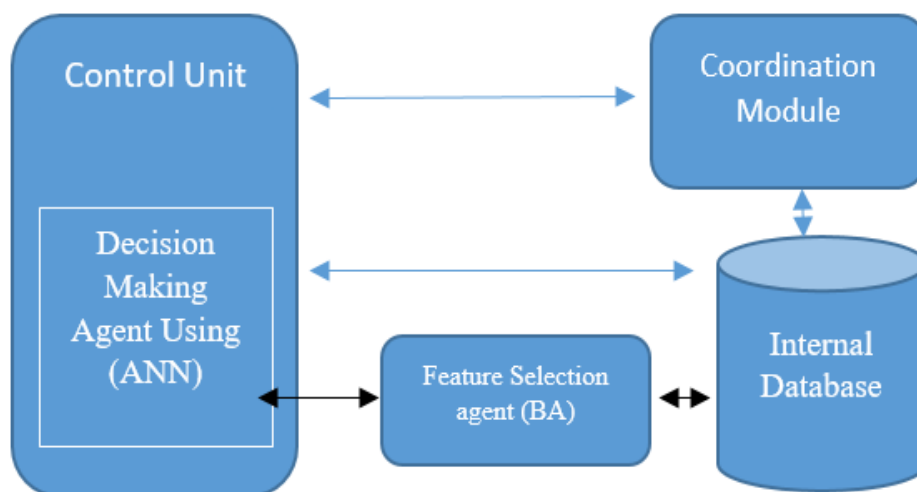 Control Unit
Decision
Making
Agent Using
(ANN)
Coordination
Module
Feature Selection
agent (BA)
Internal
Database